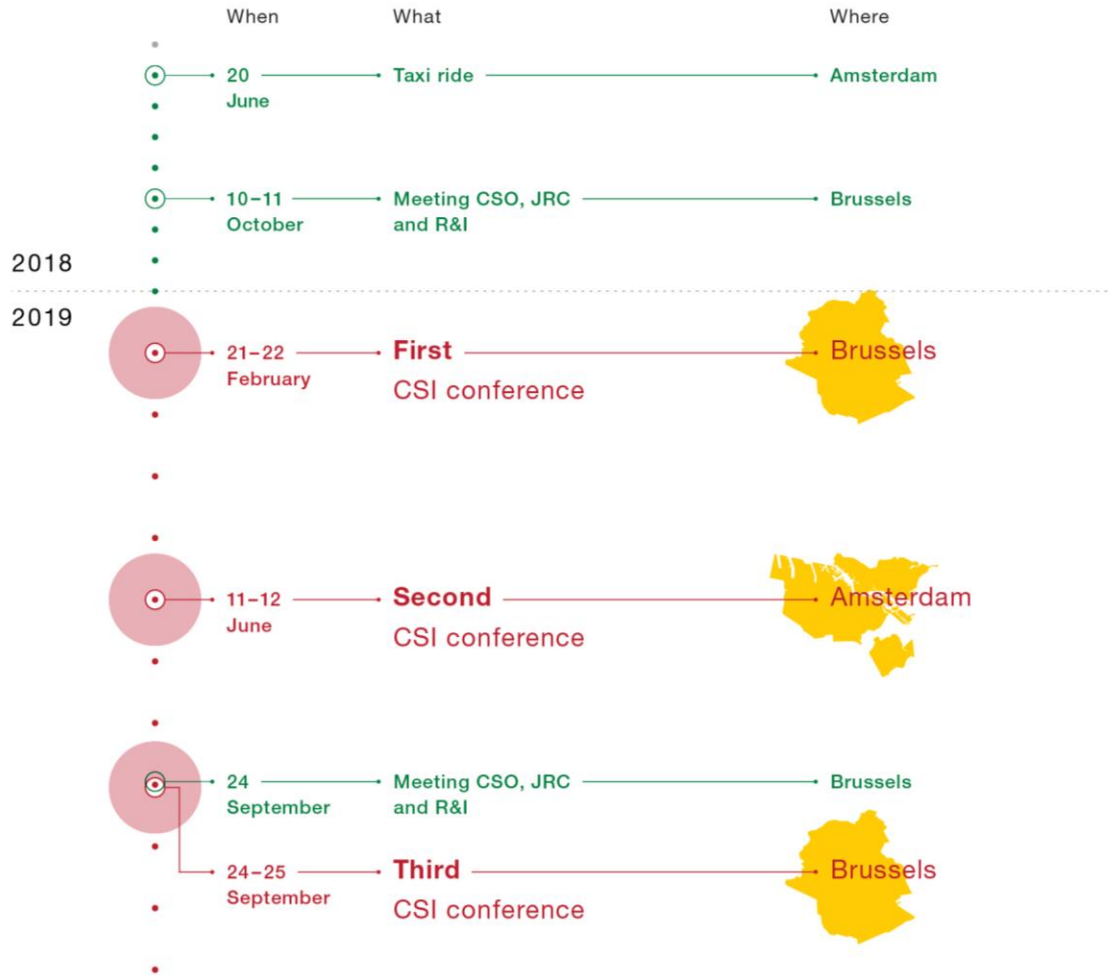 When What Where
20 Taxi ride Amsterdam
June
10–11 Meeting CSO, JRC Brussels
October and R&I
2018
2019
21–22 First Brussels
February CSI conference
11–12 Second Amsterdam
June CSI conference
24 Meeting CSO, JRC Brussels
September and R&I
24–25 Third Brussels
September CSI conference